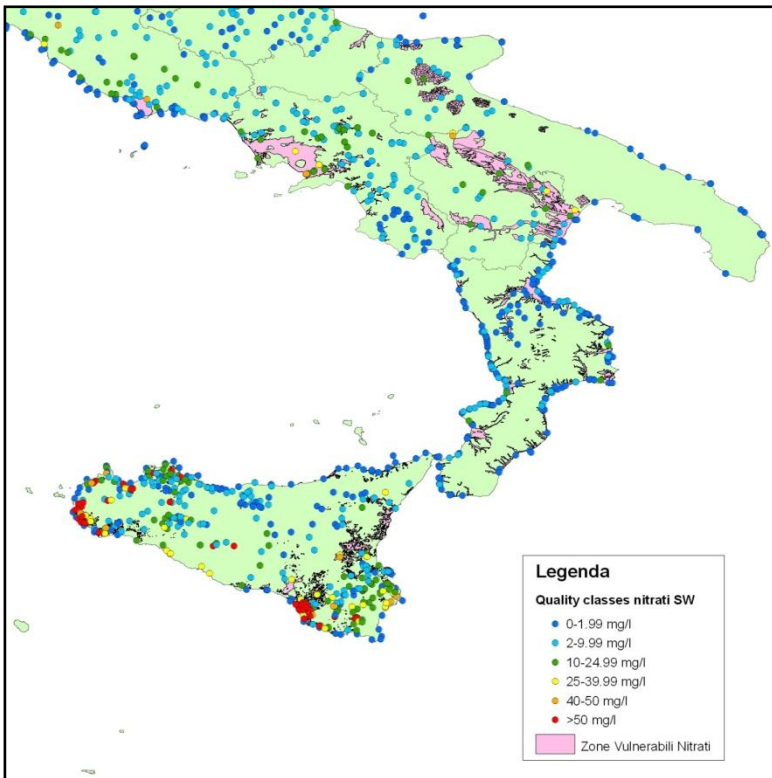 Legenda
Quality classes nitrati SW
0-1.99 mg/l
2-9.99 mg/l
10-24.99 mg/l
25-39.99 mg/l
40-50 mg/l
>50 mg/l
Zone Vulnerabili Nitrati